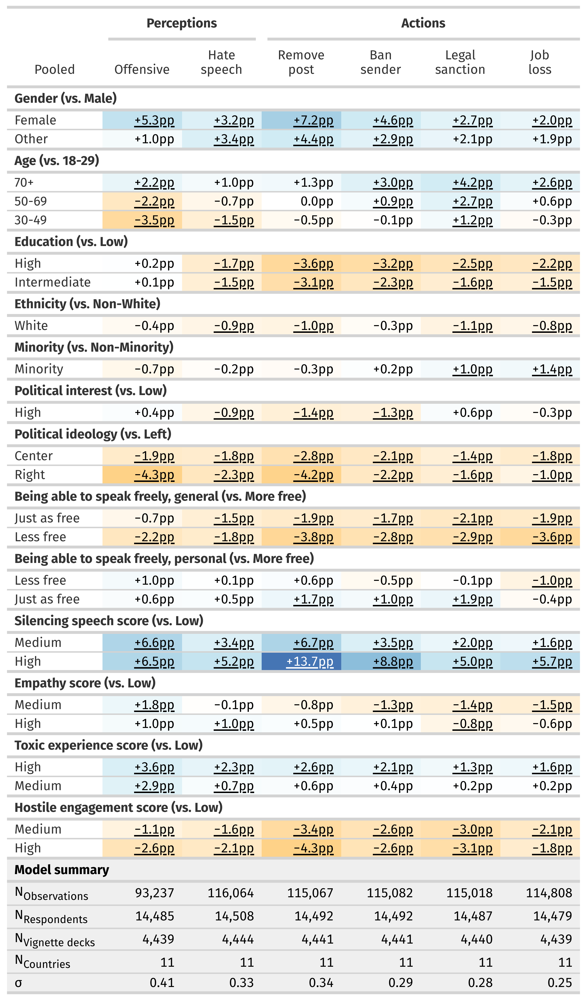 Perceptions Actions
Pooled Offensive Hate speech Remove post Ban sender Legal sanction Job loss
Gender (vs. Male)
Female +5.3pp +3.2pp +7.2pp +4.6pp +2.7pp +2.0pp
Other +1.0pp +3.4pp +4.4pp +2.9pp +2.1pp +1.9pp
Age (vs. 18-29)
70+ +2.2pp +1.0pp +1.3pp +3.0pp +4.2pp +2.6pp
50-69 −2.2pp −0.7pp 0.0pp +0.9pp +2.7pp +0.6pp
30-49 −3.5pp −1.5pp −0.5pp −0.1pp +1.2pp −0.3pp
Education (vs. Low)
High +0.2pp −1.7pp −3.6pp −3.2pp −2.5pp −2.2pp
Intermediate +0.1pp −1.5pp −3.1pp −2.3pp −1.6pp −1.5pp
Ethnicity (vs. Non-White)
White −0.4pp −0.9pp −1.0pp −0.3pp −1.1pp −0.8pp
Minority (vs. Non-Minority)
Minority −0.7pp −0.2pp −0.3pp +0.2pp +1.0pp +1.4pp
Political interest (vs. Low)
High +0.4pp −0.9pp −1.4pp −1.3pp +0.6pp −0.3pp
Political ideology (vs. Left)
Center −1.9pp −1.8pp −2.8pp −2.1pp −1.4pp −1.8pp
Right −4.3pp −2.3pp −4.2pp −2.2pp −1.6pp −1.0pp
Being able to speak freely, general (vs. More free)
Just as free −0.7pp −1.5pp −1.9pp −1.7pp −2.1pp −1.9pp
Less free −2.2pp −1.8pp −3.8pp −2.8pp −2.9pp −3.6pp
Being able to speak freely, personal (vs. More free)
Less free +1.0pp +0.1pp +0.6pp −0.5pp −0.1pp −1.0pp
Just as free +0.6pp +0.5pp +1.7pp +1.0pp +1.9pp −0.4pp
Silencing speech score (vs. Low)
Medium +6.6pp +3.4pp +6.7pp +3.5pp +2.0pp +1.6pp
High +6.5pp +5.2pp +13.7pp +8.8pp +5.0pp +5.7pp
Empathy score (vs. Low)
Medium +1.8pp −0.1pp −0.8pp −1.3pp −1.4pp −1.5pp
High +1.0pp +1.0pp +0.5pp +0.1pp −0.8pp −0.6pp
Toxic experience score (vs. Low)
High +3.6pp +2.3pp +2.6pp +2.1pp +1.3pp +1.6pp
Medium +2.9pp +0.7pp +0.6pp +0.4pp +0.2pp +0.2pp
Hostile engagement score (vs. Low)
Medium −1.1pp −1.6pp −3.4pp −2.6pp −3.0pp −2.1pp
High −2.6pp −2.1pp −4.3pp −2.6pp −3.1pp −1.8pp
Model summary
N Observations 93,237 116,064 115,067 115,082 115,018 114,808
N Respondents 14,485 14,508 14,492 14,492 14,487 14,479
N Vignette decks 4,439 4,444 4,441 4,441 4,440 4,439
N Countries 11 11 11 11 11 11
σ 0.41 0.33 0.34 0.29 0.28 0.25